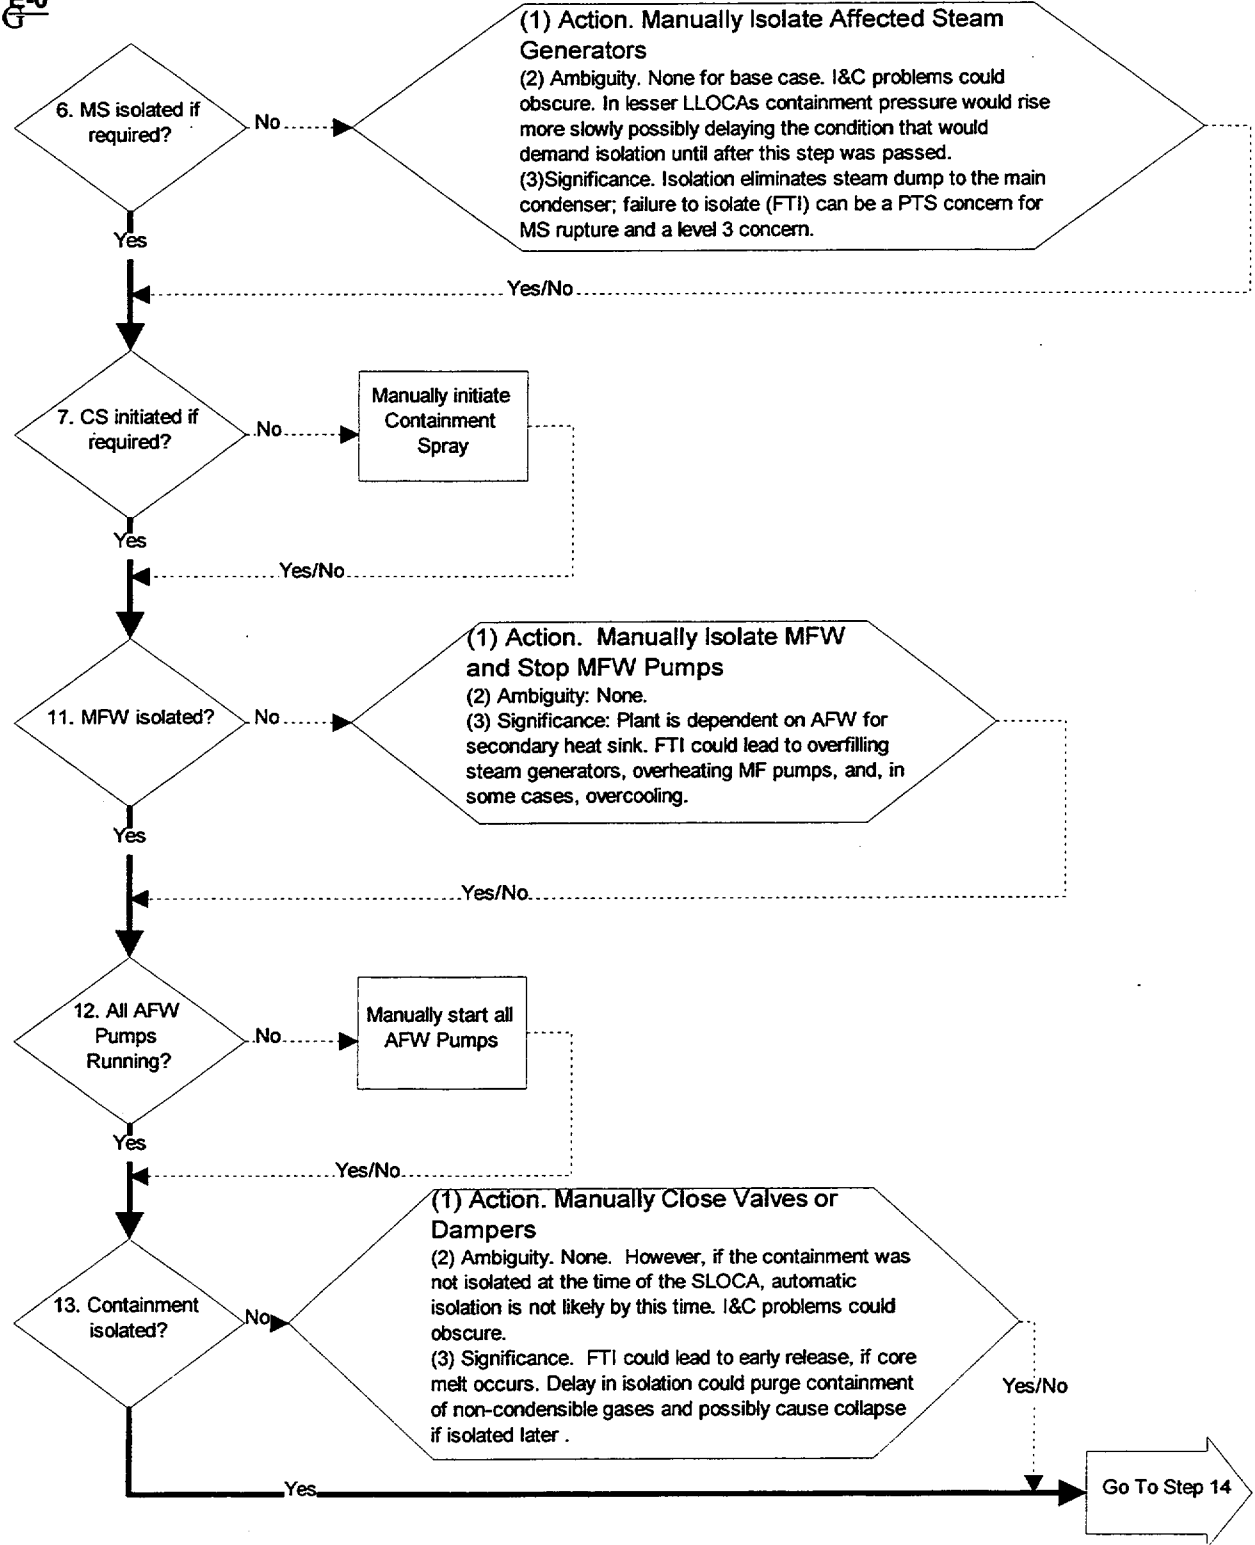 E-0
G
(1) Action. Manually Isolate Affected Steam
Generators
(2) Ambiguity. None for base case. I&C problems could
obscure. In lesser LLOCAs containment pressure would rise
more slowly possibly delaying the condition that would
demand isolation until after this step was passed.
(3)Significance. Isolation eliminates steam dump to the main
condenser; failure to isolate (FTI) can be a PTS concern for
MS rupture and a level 3 concern.
6. MS isolated if
required?
No
Yes
Yes/No
7. CS initiated if
required?
No
Manually initiate
Containment
Spray
Yes
Yes/No
(1) Action. Manually Isolate MFW
and Stop MFW Pumps
(2) Ambiguity: None.
(3) Significance: Plant is dependent on AFW for
secondary heat sink. FTI could lead to overfilling
steam generators, overheating MF pumps, and, in
some cases, overcooling.
11. MFW isolated?
No
Yes
Yes/No
12. All AFW
Pumps
Running?
No
Manually start all
AFW Pumps
Yes
Yes/No
(1) Action. Manually Close Valves or
Dampers
(2) Ambiguity. None. However, if the containment was
not isolated at the time of the SLOCA, automatic
isolation is not likely by this time. I&C problems could
obscure.
(3) Significance. FTI could lead to early release, if core
melt occurs. Delay in isolation could purge containment
of non-condensible gases and possibly cause collapse
if isolated later .
13. Containment
isolated?
No
Yes/No
Yes
Go To Step 14